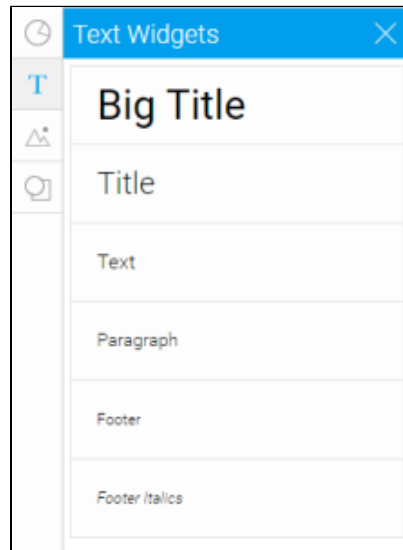 Text Widgets
T
Big Title
Title
Text
Paragraph
Footer
Footer Italics